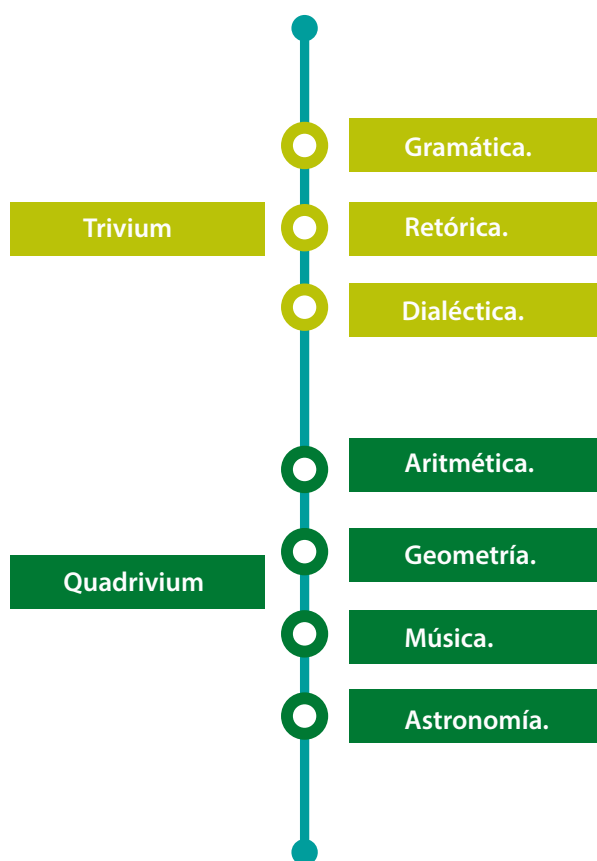 Gramática.
Trivium
Retórica.
Dialéctica.
Aritmética.
Geometría.
Quadrivium
Música.
Astronomía.